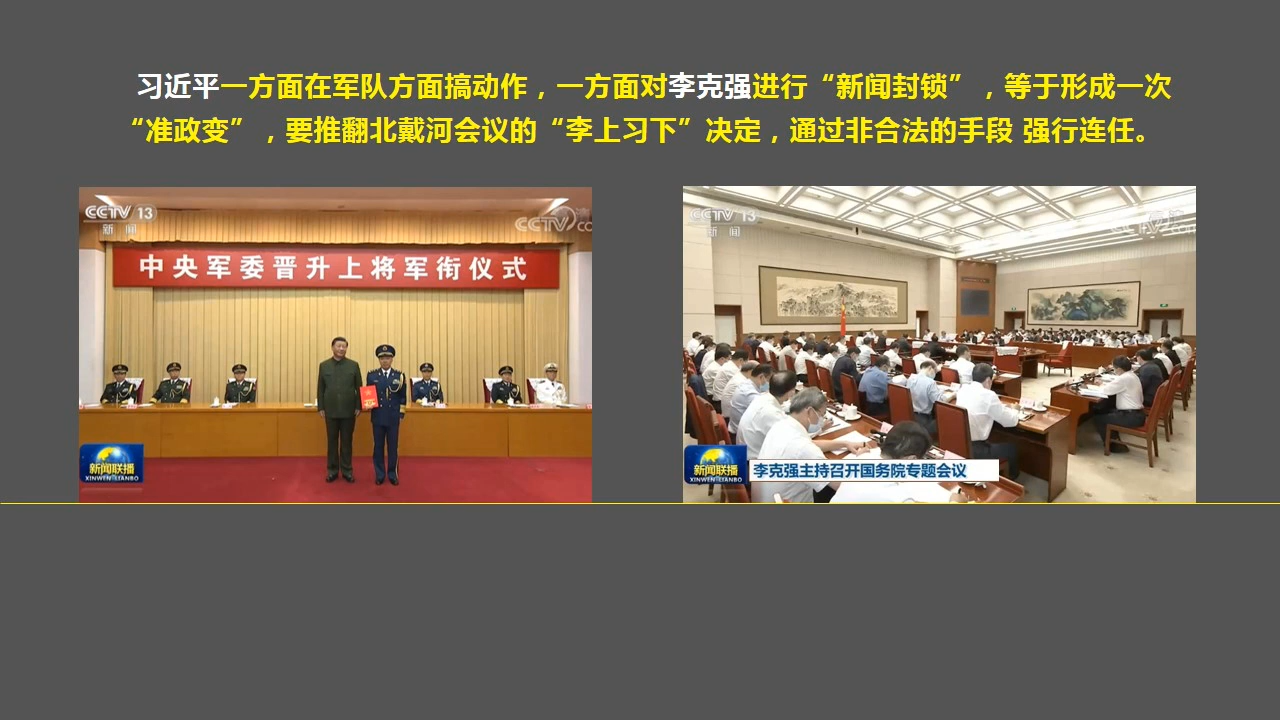 习近平一方面在军队方面搞动作，一方面对李克强进行“新闻封锁”，等于形成一次
“准政变”，要推翻北戴河会议的“李上习下”决定，通过非合法的手段 强行连任。
CCTV 13
新闻
CCTV
中央军委晋升上将军衔仪式
新闻联播
XINWEN LIANBO
CCTV 13
新闻
新闻联播
XINWEN LIANBO
李克强主持召开国务院专题会议